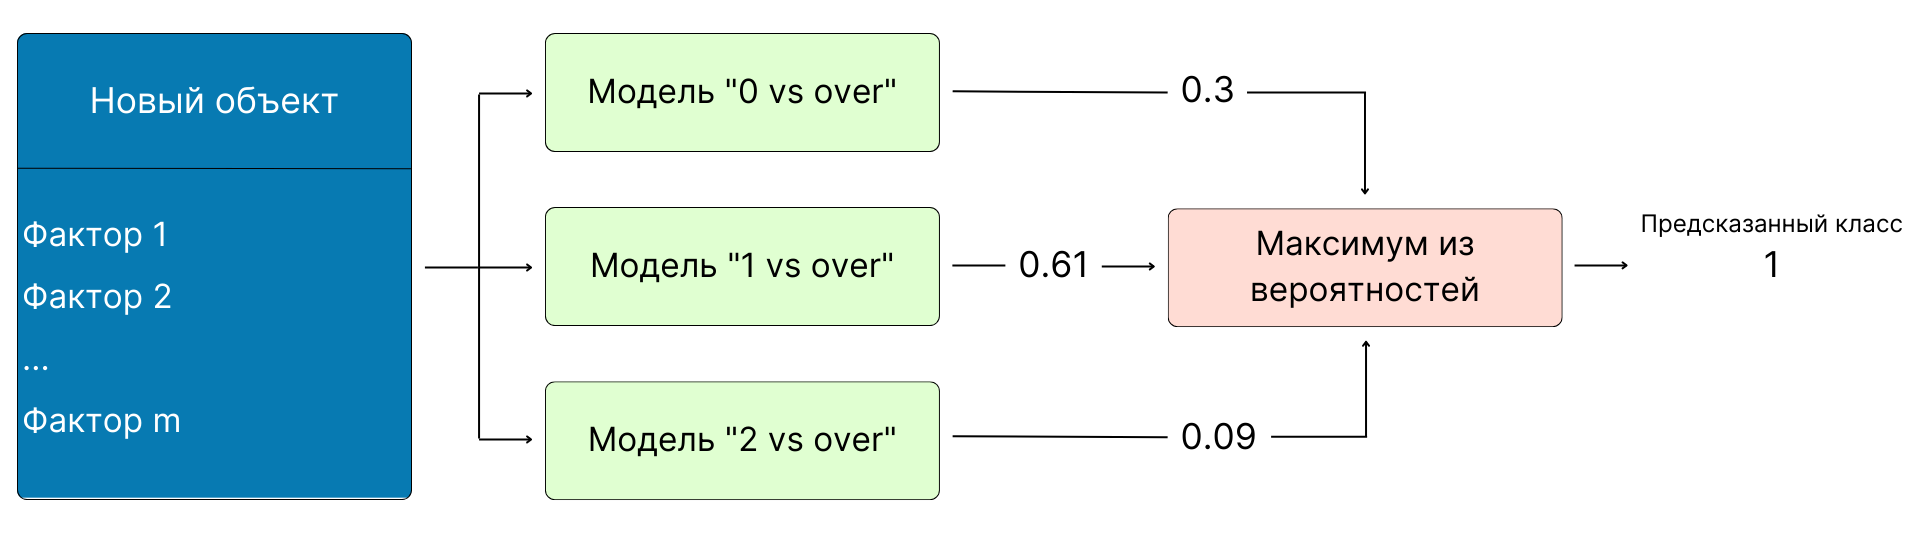 Новый объект
Фактор 1
Фактор 2
...
Фактор m
Модель "0 vs over"
0.3
Модель "1 vs over"
0.61
Модель "2 vs over"
0.09
Максимум из
вероятностей
Предсказанный класс
1